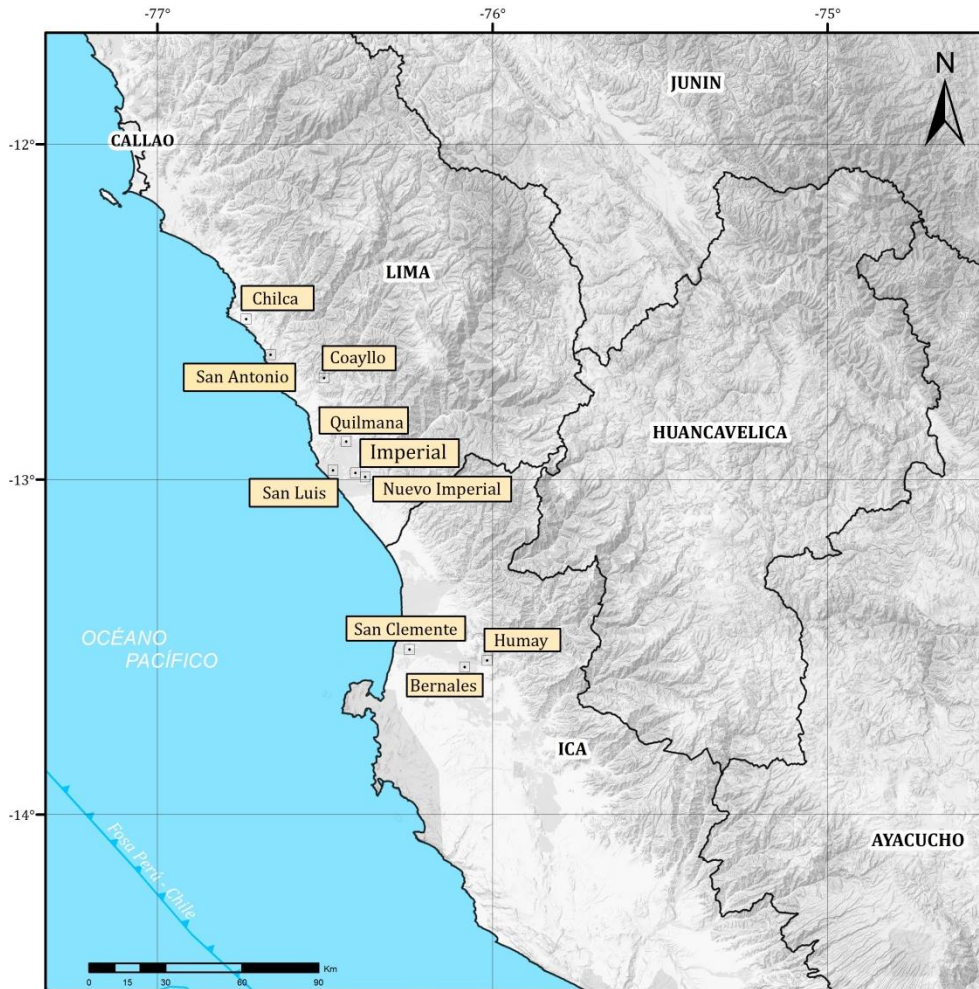 -77°
-76°
-75°
N
JUNIN
-12°
CALLAO
LIMA
Chilca
Coayllo
San Antonio
Quilmana
HUANCAVELICA
Imperial
-13°
San Luis
Nuevo Imperial
San Clemente
Humay
OCÉANO
PACÍFICO
Bernales
ICA
-14°
Fosa Perú - Chile
AYACUCHO
Km
0 15 30 60 90